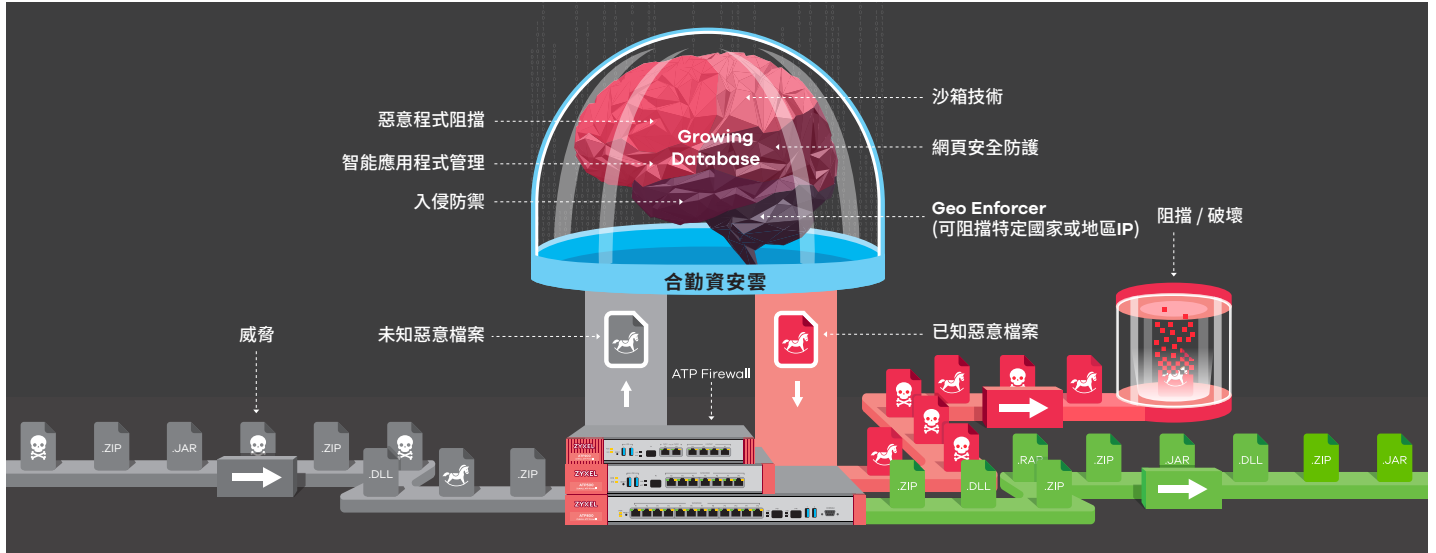 惡意程式阻擋
智能應用程式管理
入侵防禦
Growing
Database
沙箱技術
網頁安全防護
Geo Enforcer
(可阻擋特定國家或地區IP)
阻擋 / 破壞
合勤資安雲
威脅
未知惡意檔案
已知惡意檔案
ATP Firewall
.ZIP
.JAR
.ZIP
.DLL
.ZIP
ZYXEL
ZYXEL
ZYXEL
.ZIP
.DLL
.ZIP
.RAR
.ZIP
.JAR
.DLL
.ZIP
.JAR